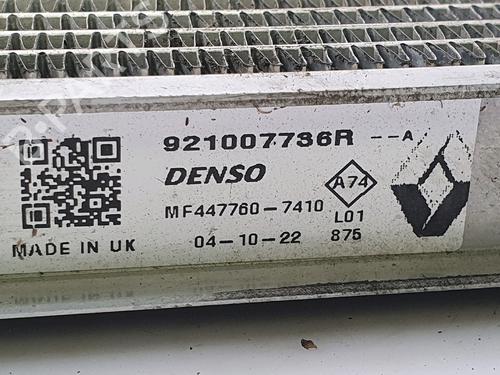 921007736R --A
DENSO
A74
MF447760-7410
L01
MADE IN UK
04-10-22
875